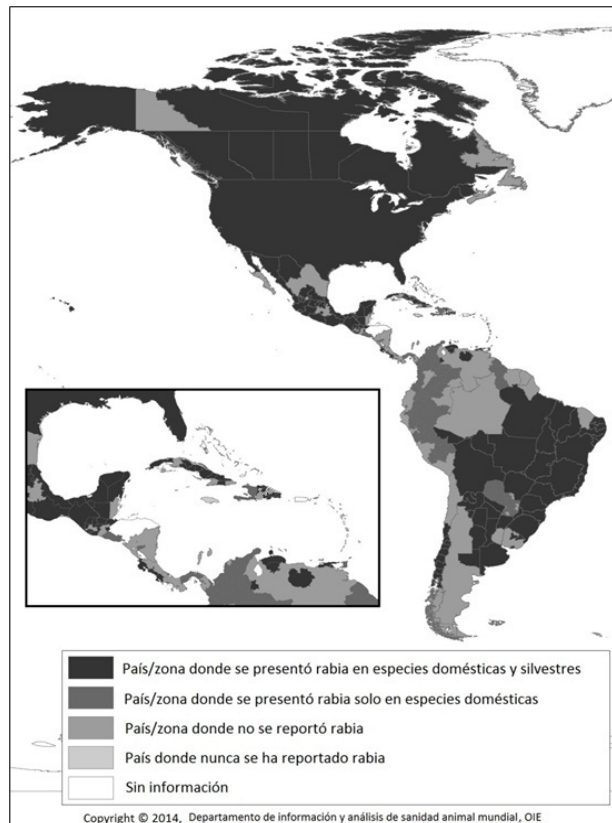 País/zona donde se presentó rabia en especies domésticas y silvestres
País/zona donde se presentó rabia solo en especies domésticas
País/zona donde no se reportó rabia
País donde nunca se ha reportado rabia
Sin información
Copyright © 2014, Departamento de información y análisis de sanidad animal mundial, OIE